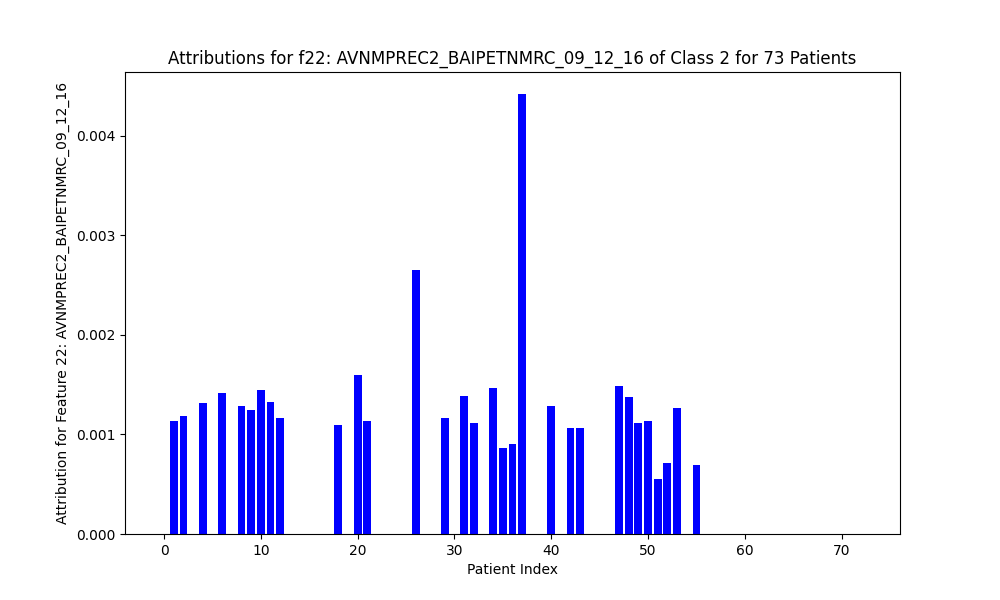 Attributions for f22: AVNMPREC2_BAIPETNMRC_09_12_16 of Class 2 for 73 Patients
Attribution for Feature 22: AVNMPREC2_BAIPETNMRC_09_12_16
0.004
0.003
0.002
0.001
0.000
0 10 20 30 40 50 60 70
Patient Index